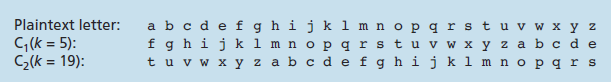 Plaintext letter: a b c d e f g h i j k l m n o p q r s t u v w x y z
C1(k = 5): f g h i j k l m n o p q r s t u v w x y z a b c d e
C2(k = 19): t u v w x y z a b c d e f g h i j k l m n o p q r s